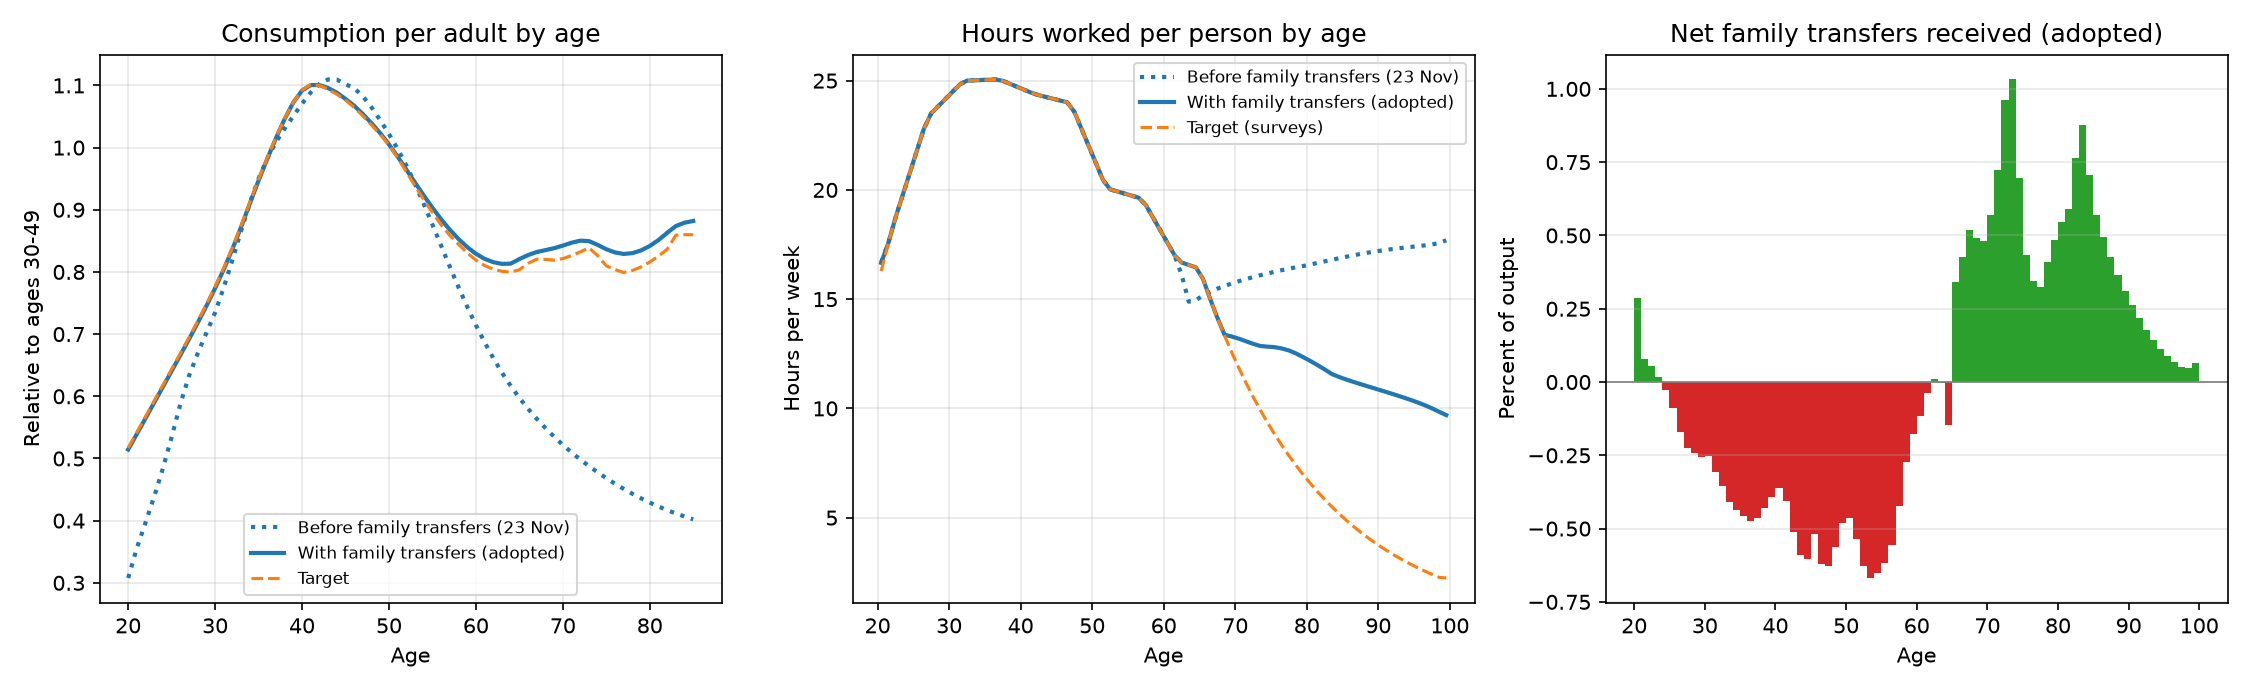 Consumption per adult by age
Relative to ages 30-49
1.1
1.0
0.9
0.8
0.7
0.6
0.5
0.4
0.3
Before family transfers (23 Nov)
With family transfers (adopted)
Target
20 30 40 50 60 70 80
Age
Hours worked per person by age
Hours per week
25
20
15
10
5
Before family transfers (23 Nov)
With family transfers (adopted)
Target (surveys)
20 30 40 50 60 70 80 90 100
Age
Net family transfers received (adopted)
Percent of output
1.00
0.75
0.50
0.25
0.00
−0.25
−0.50
−0.75
20 30 40 50 60 70 80 90 100
Age